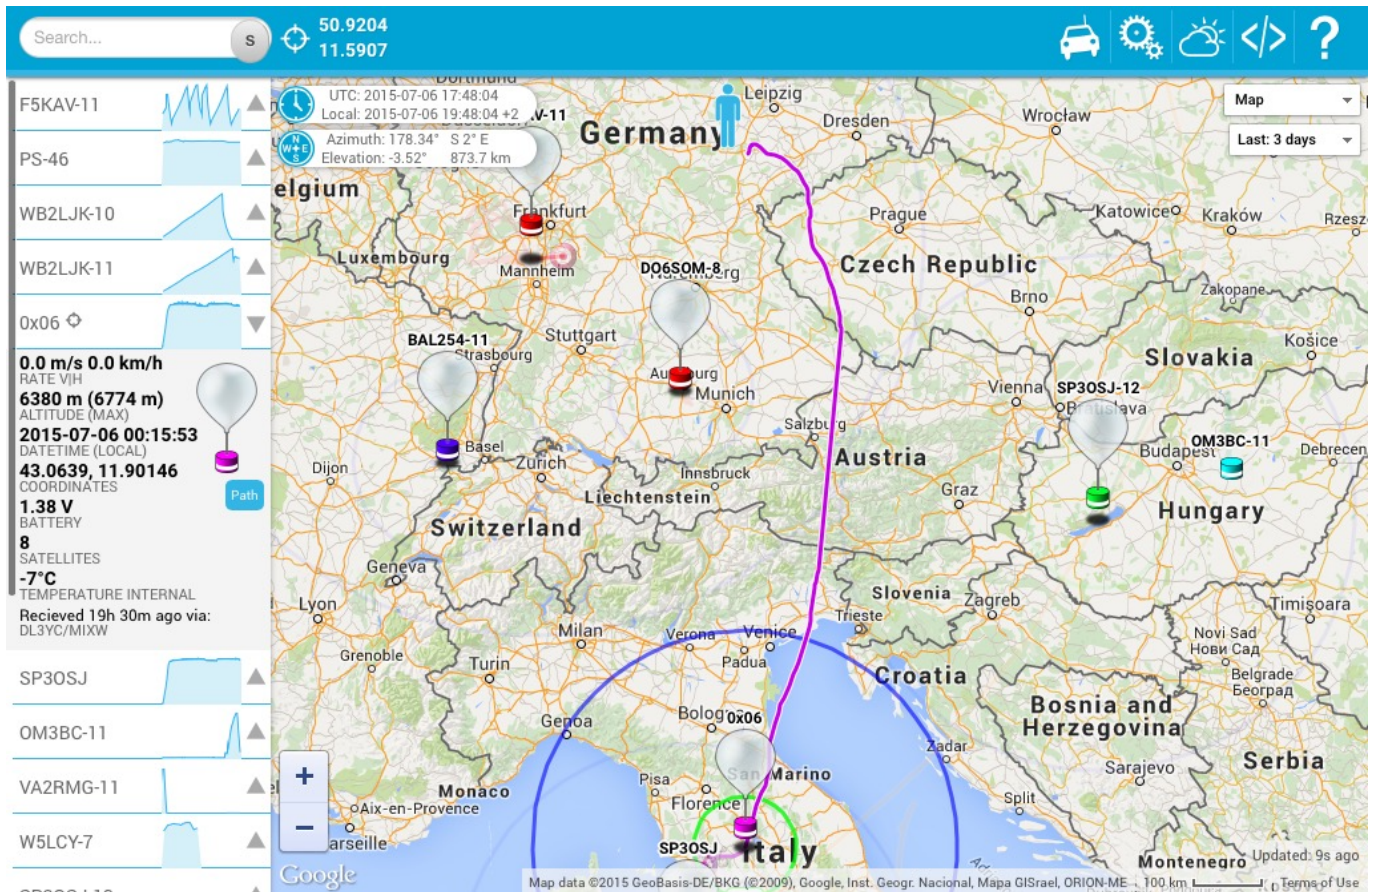 Search...
S
50.9204
11.5907
F5KAV-11
PS-46
WB2LJK-10
WB2LJK-11
0x06
0.0 m/s 0.0 km/h
RATE V|H
6380 m (6774 m)
ALTITUDE (MAX)
2015-07-06 00:15:53
DATETIME (LOCAL)
43.0639, 11.90146
COORDINATES
Path
1.38 V
BATTERY
8
SATELLITES
-7°C
TEMPERATURE INTERNAL
Recieved 19h 30m ago via:
DL3YC/MIXW
SP3OSJ
OM3BC-11
VA2RMG-11
W5LCY-7
UTC: 2015-07-06 17:48:04
Local: 2015-07-06 19:48:04 +2
Azimuth: 178.34° S 2° E
Elevation: -3.52° 873.7 km
N
W E
S
Map
Last: 3 days
Dortmund
Leipzig
V-11
Germany
Dresden
Wrocław
elgium
Frankfurt
Prague
Katowice
Kraków
Rzesz
Luxembourg
Mannheim
DO6SOM-8
Nuremberg
Czech Republic
Brno
Zakopane
BAL254-11
Strasbourg
Stuttgart
Slovakia
Košice
Augsburg
Munich
Vienna
SP3OSJ-12
Bratislava
Salzburg
OM3BC-11
Budapest
Debrecen
Basel
Zurich
Dijon
Innsbruck
Austria
Liechtenstein
Graz
Hungary
Switzerland
Geneva
Slovenia
Zagreb
Timișoara
Lyon
Trieste
Milan
Verona
Venice
Novi Sad
Нови Сад
Grenoble
Turin
Padua
Croatia
Belgrade
Београд
Genoa
Bologna
0x06
Bosnia and
Herzegovina
Zadar
Sarajevo
Serbia
Pisa
San Marino
Monaco
Florence
Split
Aix-en-Provence
arseille
SP3OSJ
Italy
Montenegro
Updated: 9s ago
+
−
Google
Map data ©2015 GeoBasis-DE/BKG (©2009), Google, Inst. Geogr. Nacional, Mapa GISrael, ORION-ME
100 km
Terms of Use